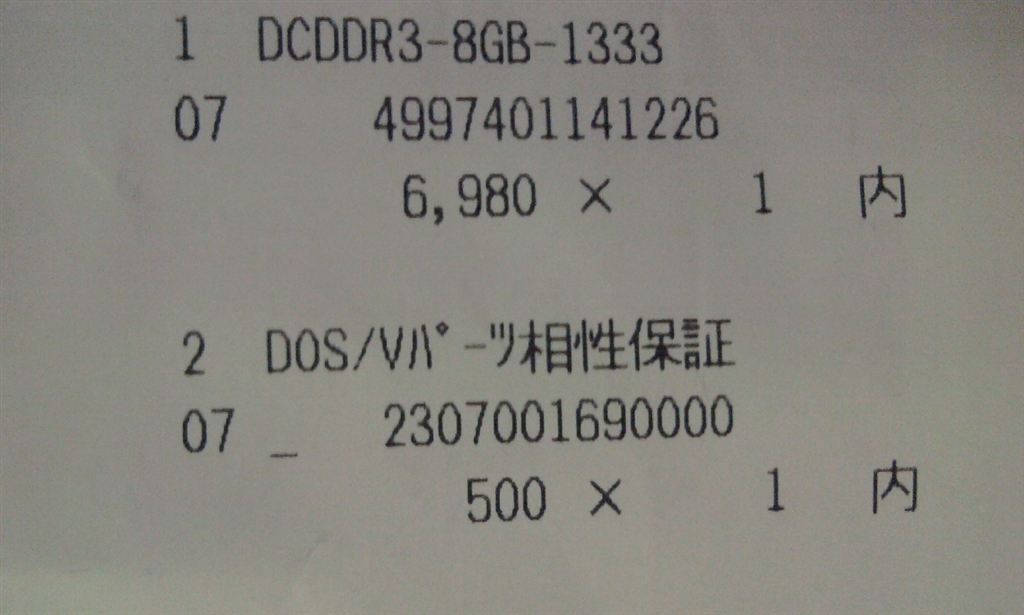 1 DCDDR3-8GB-1333
07 4997401141226
6,980 × 1 内
2 DOS/Vﾊﾟｰﾂ相性保証
07 _ 2307001690000
500 × 1 内